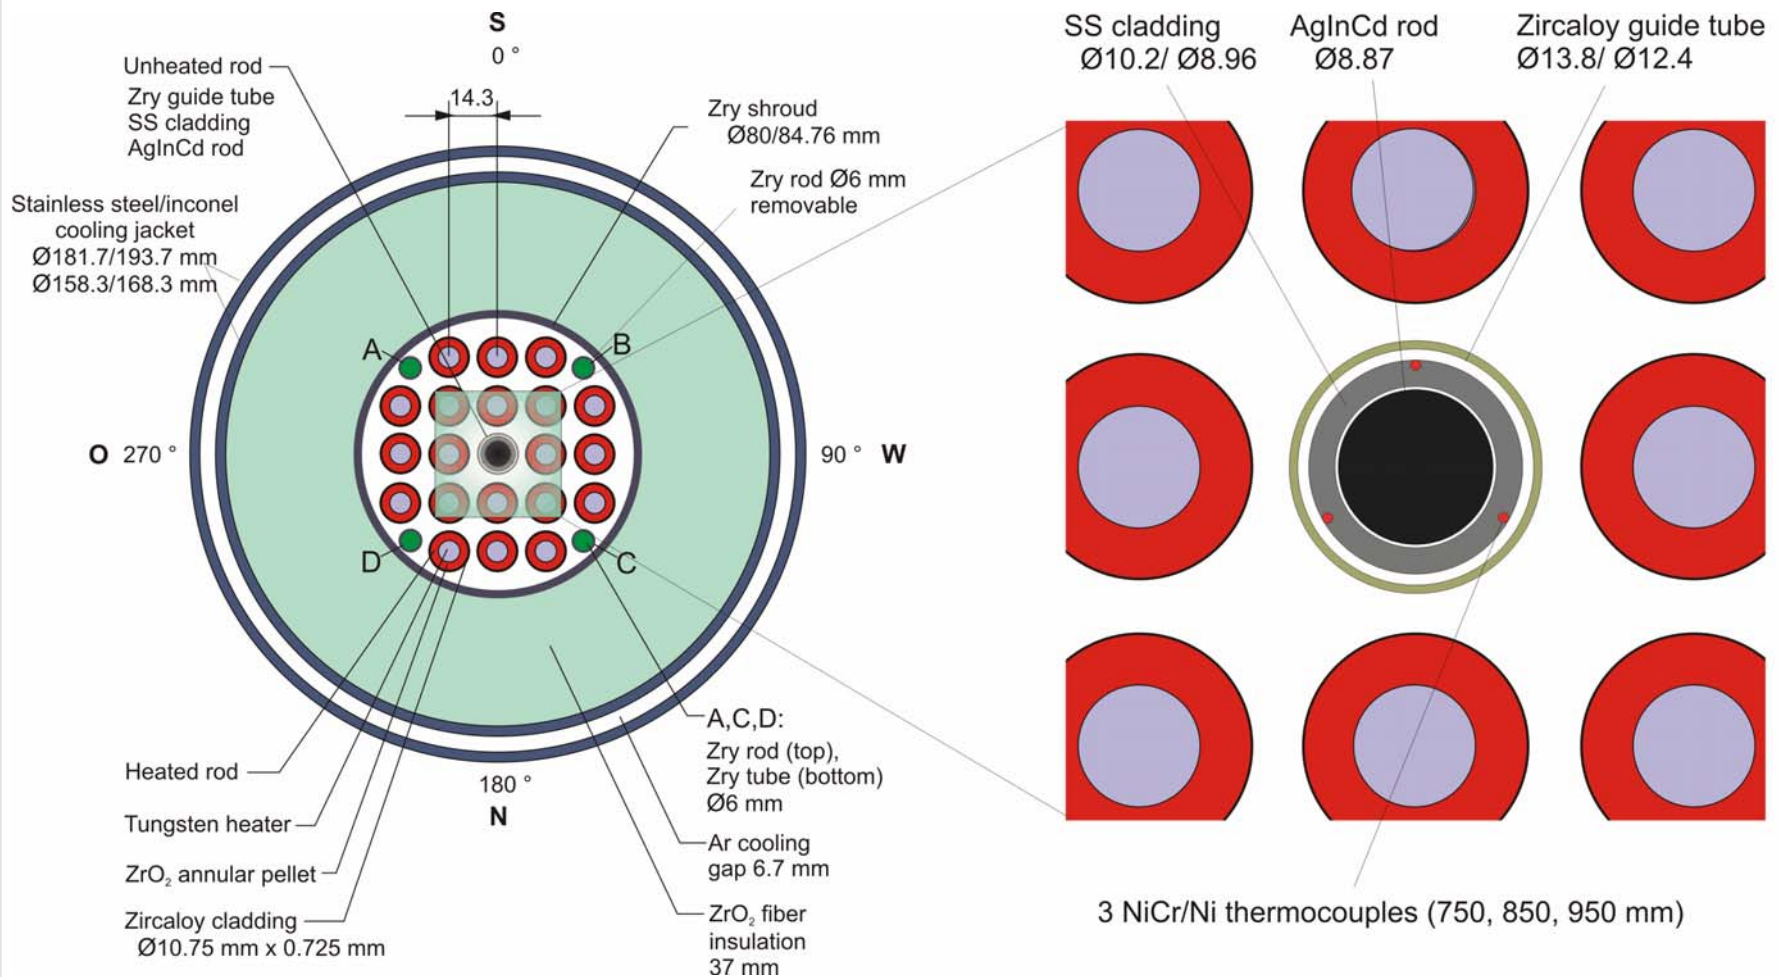 S
0 °
14.3
Unheated rod
Zry guide tube
SS cladding
AgInCd rod
Zry shroud
Ø80/84.76 mm
Zry rod Ø6 mm
removable
Stainless steel/inconel
cooling jacket
Ø181.7/193.7 mm
Ø158.3/168.3 mm
A
B
O 270 °
90 ° W
D
C
180 °
N
Heated rod
Tungsten heater
ZrO₂ annular pellet
Zircaloy cladding
Ø10.75 mm x 0.725 mm
A,C,D:
Zry rod (top),
Zry tube (bottom)
Ø6 mm
Ar cooling
gap 6.7 mm
ZrO₂ fiber
insulation
37 mm
SS cladding
Ø10.2/ Ø8.96
AgInCd rod
Ø8.87
Zircaloy guide tube
Ø13.8/ Ø12.4
3 NiCr/Ni thermocouples (750, 850, 950 mm)